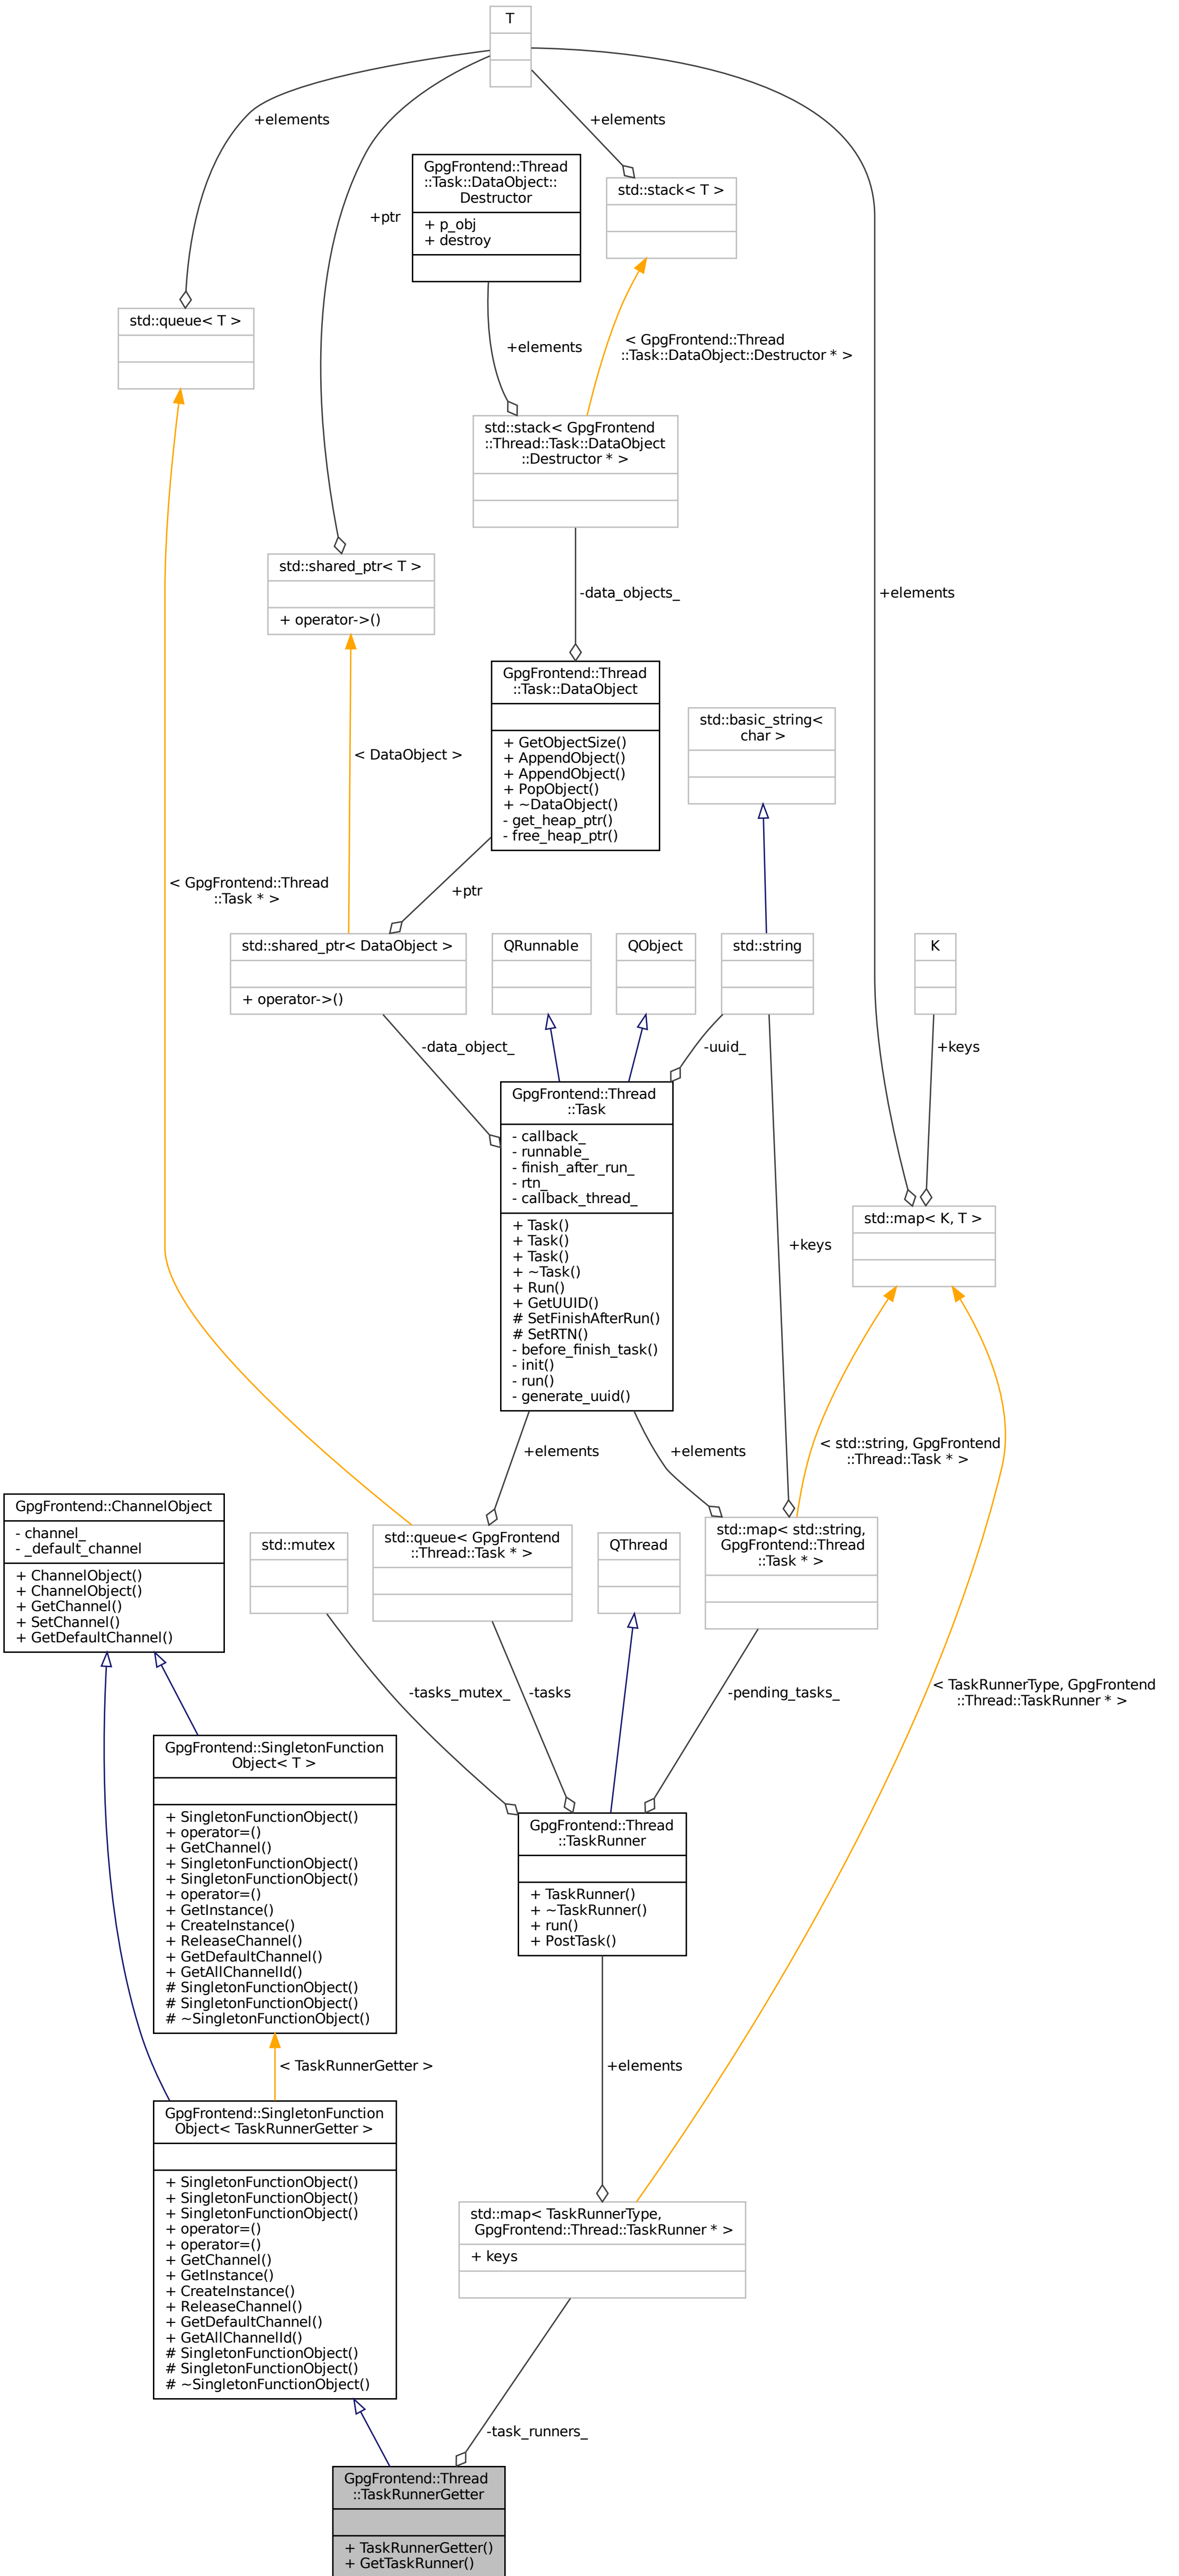 T
+elements
+elements
GpgFrontend::Thread
::Task::DataObject::
Destructor
+ p_obj
+ destroy
std::stack< T >
+ptr
std::queue< T >
+elements
< GpgFrontend::Thread
::Task::DataObject::Destructor * >
std::stack< GpgFrontend
::Thread::Task::DataObject
::Destructor * >
std::shared_ptr< T >
+ operator->()
-data_objects_
+elements
GpgFrontend::Thread
::Task::DataObject
+ GetObjectSize()
+ AppendObject()
+ AppendObject()
+ PopObject()
+ ~DataObject()
- get_heap_ptr()
- free_heap_ptr()
std::basic_string<
char >
< DataObject >
< GpgFrontend::Thread
::Task * >
+ptr
std::shared_ptr< DataObject >
+ operator->()
QRunnable
QObject
std::string
K
-data_object_
-uuid_
+keys
GpgFrontend::Thread
::Task
- callback_
- runnable_
- finish_after_run_
- rtn_
- callback_thread_
+ Task()
+ Task()
+ Task()
+ ~Task()
+ Run()
+ GetUUID()
# SetFinishAfterRun()
# SetRTN()
- before_finish_task()
- init()
- run()
- generate_uuid()
+keys
std::map< K, T >
+elements
+elements
< std::string, GpgFrontend
::Thread::Task * >
GpgFrontend::ChannelObject
- channel_
- _default_channel
+ ChannelObject()
+ ChannelObject()
+ GetChannel()
+ SetChannel()
+ GetDefaultChannel()
std::mutex
std::queue< GpgFrontend
::Thread::Task * >
QThread
std::map< std::string,
GpgFrontend::Thread
::Task * >
-tasks_mutex_
-tasks
-pending_tasks_
< TaskRunnerType, GpgFrontend
::Thread::TaskRunner * >
GpgFrontend::SingletonFunction
Object< T >
+ SingletonFunctionObject()
+ operator=()
+ GetChannel()
+ SingletonFunctionObject()
+ SingletonFunctionObject()
+ operator=()
+ GetInstance()
+ CreateInstance()
+ ReleaseChannel()
+ GetDefaultChannel()
+ GetAllChannelId()
# SingletonFunctionObject()
# SingletonFunctionObject()
# ~SingletonFunctionObject()
GpgFrontend::Thread
::TaskRunner
+ TaskRunner()
+ ~TaskRunner()
+ run()
+ PostTask()
< TaskRunnerGetter >
+elements
GpgFrontend::SingletonFunction
Object< TaskRunnerGetter >
+ SingletonFunctionObject()
+ SingletonFunctionObject()
+ SingletonFunctionObject()
+ operator=()
+ operator=()
+ GetChannel()
+ GetInstance()
+ CreateInstance()
+ ReleaseChannel()
+ GetDefaultChannel()
+ GetAllChannelId()
# SingletonFunctionObject()
# SingletonFunctionObject()
# ~SingletonFunctionObject()
std::map< TaskRunnerType,
GpgFrontend::Thread::TaskRunner * >
+ keys
-task_runners_
GpgFrontend::Thread
::TaskRunnerGetter
+ TaskRunnerGetter()
+ GetTaskRunner()